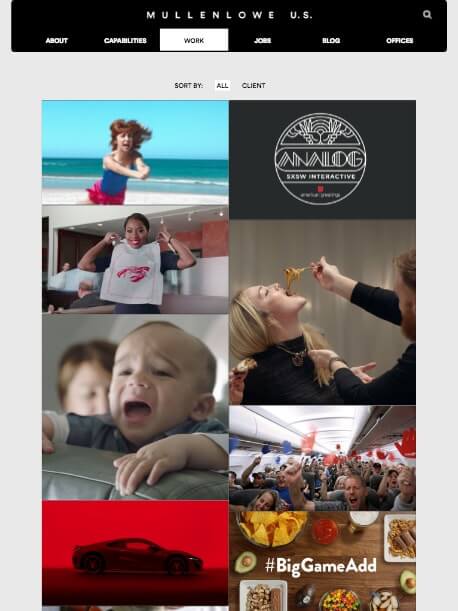 MULLENLOWE U.S.
ABOUT CAPABILITIES WORK JOBS BLOG OFFICES
SORT BY: ALL CLIENT
ANALOG
SXSW INTERACTIVE
american greetings
#BigGameAdd